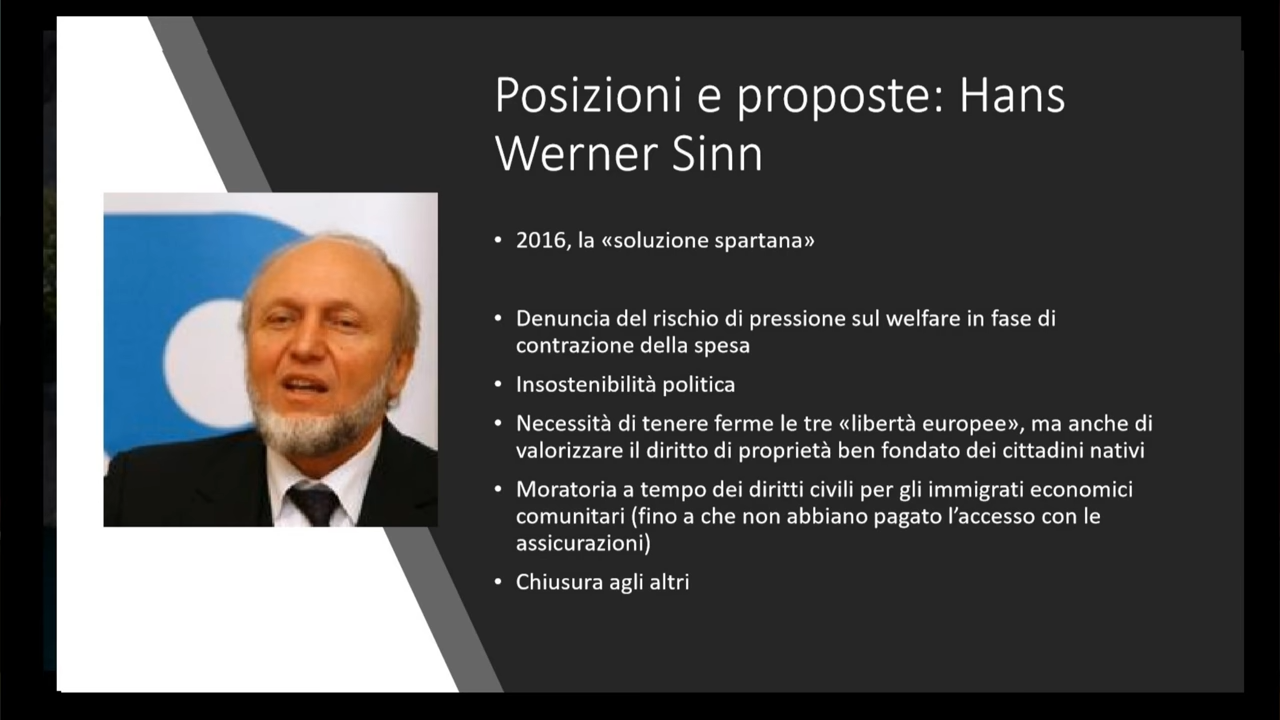 Posizioni e proposte: Hans
Werner Sinn
• 2016, la «soluzione spartana»
• Denuncia del rischio di pressione sul welfare in fase di
contrazione della spesa
• Insostenibilità politica
• Necessità di tenere ferme le tre «libertà europee», ma anche di
valorizzare il diritto di proprietà ben fondato dei cittadini nativi
• Moratoria a tempo dei diritti civili per gli immigrati economici
comunitari (fino a che non abbiano pagato l’accesso con le
assicurazioni)
• Chiusura agli altri